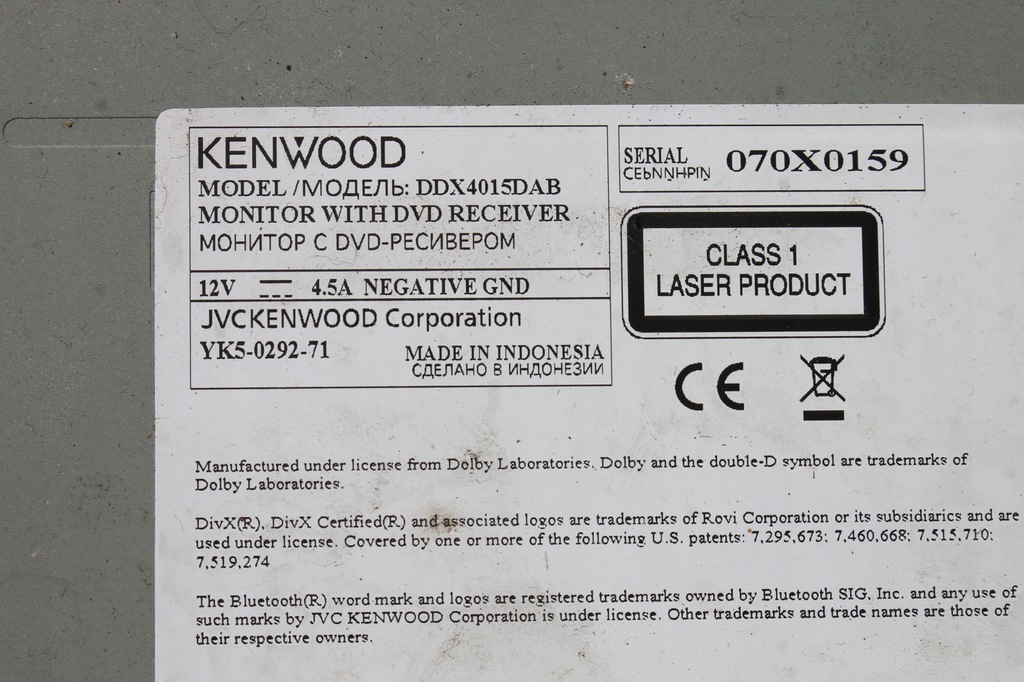 KENWOOD
MODEL /МОДЕЛЬ: DDX4015DAB
MONITOR WITH DVD RECEIVER
МОНИТОР С DVD-РЕСИВЕРОМ
12V 4.5A NEGATIVE GND
JVCKENWOOD Corporation
YK5-0292-71 MADE IN INDONESIA
СДЕЛАНО В ИНДОНЕЗИИ
SERIAL 070X0159
CLASS 1
LASER PRODUCT
CE
Manufactured under license from Dolby Laboratories. Dolby and the double-D symbol are trademarks of
Dolby Laboratories.
DivX(R), DivX Certified(R) and associated logos are trademarks of Rovi Corporation or its subsidiaries and are
used under license. Covered by one or more of the following U.S. patents: 7,295,673; 7,460,668; 7,515,710;
7,519,274
The Bluetooth(R) word mark and logos are registered trademarks owned by Bluetooth SIG, Inc. and any use of
such marks by JVC KENWOOD Corporation is under license. Other trademarks and trade names are those of
their respective owners.